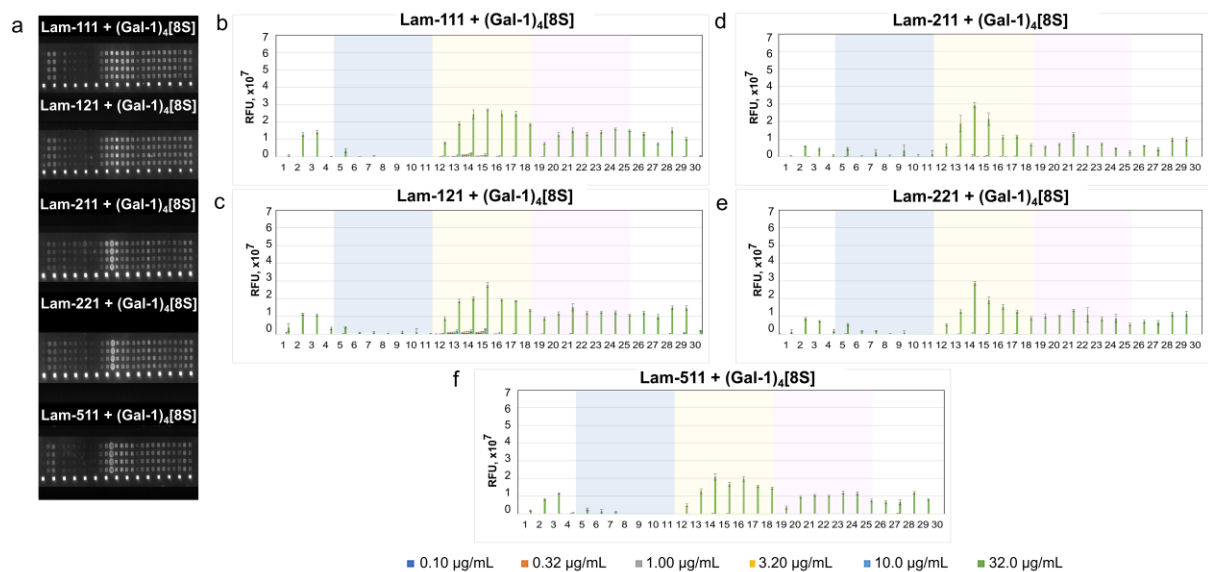 a
Lam-111 + (Gal-1)4[8S]
Lam-121 + (Gal-1)4[8S]
Lam-211 + (Gal-1)4[8S]
Lam-221 + (Gal-1)4[8S]
Lam-511 + (Gal-1)4[8S]
b
Lam-111 + (Gal-1)4[8S]
RFU, x10^7
7
6
5
4
3
2
1
0
1 2 3 4 5 6 7 8 9 10 11 12 13 14 15 16 17 18 19 20 21 22 23 24 25 26 27 28 29 30
c
Lam-121 + (Gal-1)4[8S]
RFU, x10^7
7
6
5
4
3
2
1
0
1 2 3 4 5 6 7 8 9 10 11 12 13 14 15 16 17 18 19 20 21 22 23 24 25 26 27 28 29 30
d
Lam-211 + (Gal-1)4[8S]
RFU, x10^7
7
6
5
4
3
2
1
0
1 2 3 4 5 6 7 8 9 10 11 12 13 14 15 16 17 18 19 20 21 22 23 24 25 26 27 28 29 30
e
Lam-221 + (Gal-1)4[8S]
RFU, x10^7
7
6
5
4
3
2
1
0
1 2 3 4 5 6 7 8 9 10 11 12 13 14 15 16 17 18 19 20 21 22 23 24 25 26 27 28 29 30
f
Lam-511 + (Gal-1)4[8S]
RFU, x10^7
7
6
5
4
3
2
1
0
1 2 3 4 5 6 7 8 9 10 11 12 13 14 15 16 17 18 19 20 21 22 23 24 25 26 27 28 29 30
0.10 µg/mL 0.32 µg/mL 1.00 µg/mL 3.20 µg/mL 10.0 µg/mL 32.0 µg/mL